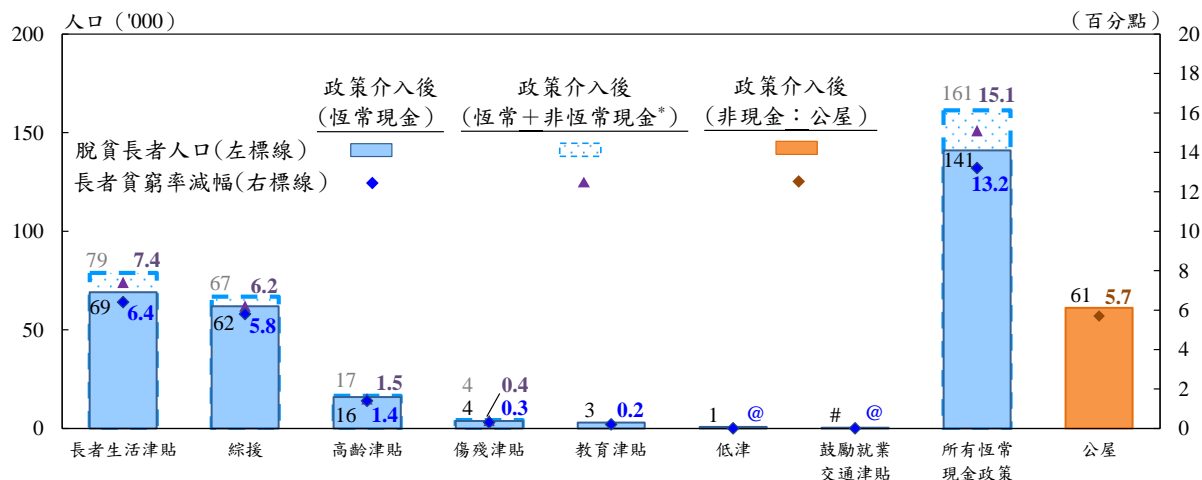 人口（'000）
（百分點）
200
150
100
50
0
20
18
16
14
12
10
8
6
4
2
0
政策介入後
(恆常現金)
政策介入後
(恆常＋非恆常現金*)
政策介入後
(非現金：公屋)
脫貧長者人口(左標線)
長者貧窮率減幅(右標線)
79 7.4
69 6.4
67 6.2
62 5.8
17 1.5
16 1.4
4 0.4
4 0.3
3 0.2
1 @
# @
161 15.1
141 13.2
61 5.7
長者生活津貼
綜援
高齡津貼
傷殘津貼
教育津貼
低津
鼓勵就業
交通津貼
所有恆常
現金政策
公屋